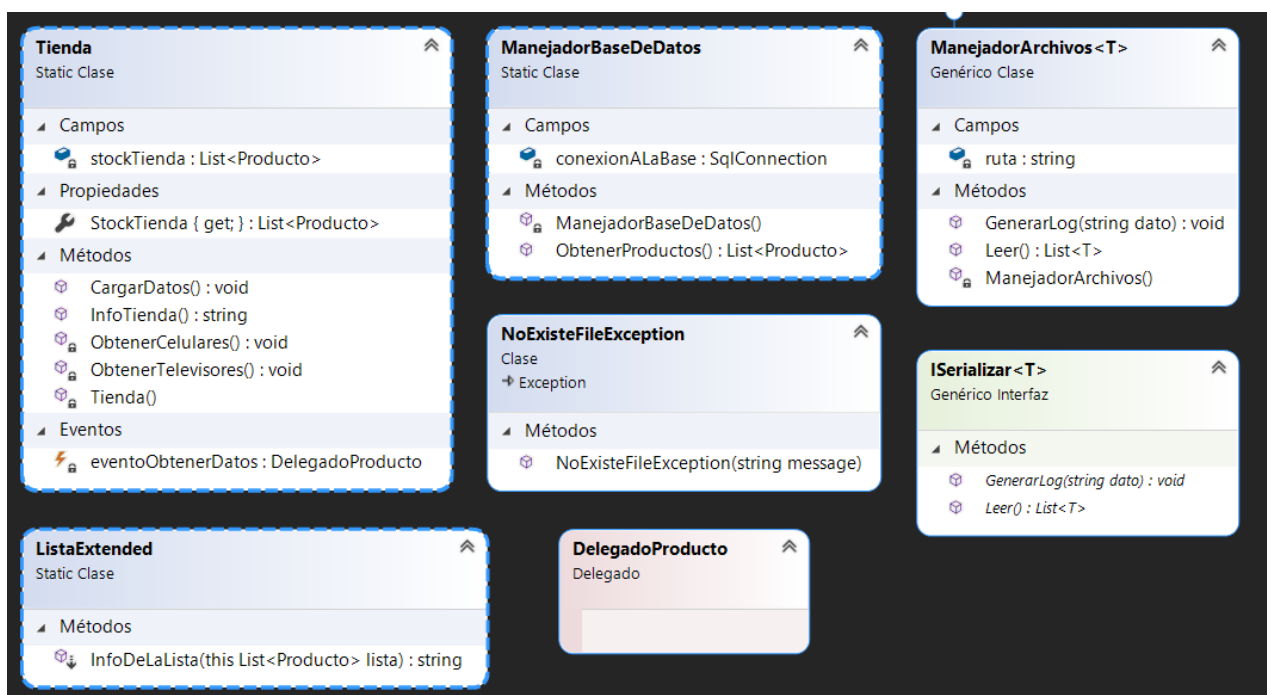 Tienda
Static Clase
Campos
stockTienda : List<Producto>
Propiedades
StockTienda { get; } : List<Producto>
Métodos
CargarDatos() : void
InfoTienda() : string
ObtenerCelulares() : void
ObtenerTelevisores() : void
Tienda()
Eventos
eventoObtenerDatos : DelegadoProducto
ManejadorBaseDeDatos
Static Clase
Campos
conexionALaBase : SqlConnection
Métodos
ManejadorBaseDeDatos()
ObtenerProductos() : List<Producto>
ManejadorArchivos<T>
Genérico Clase
Campos
ruta : string
Métodos
GenerarLog(string dato) : void
Leer() : List<T>
ManejadorArchivos()
NoExisteFileException
Clase
Exception
Métodos
NoExisteFileException(string message)
ISerializar<T>
Genérico Interfaz
Métodos
GenerarLog(string dato) : void
Leer() : List<T>
ListaExtended
Static Clase
Métodos
InfoDeLaLista(this List<Producto> lista) : string
DelegadoProducto
Delegado